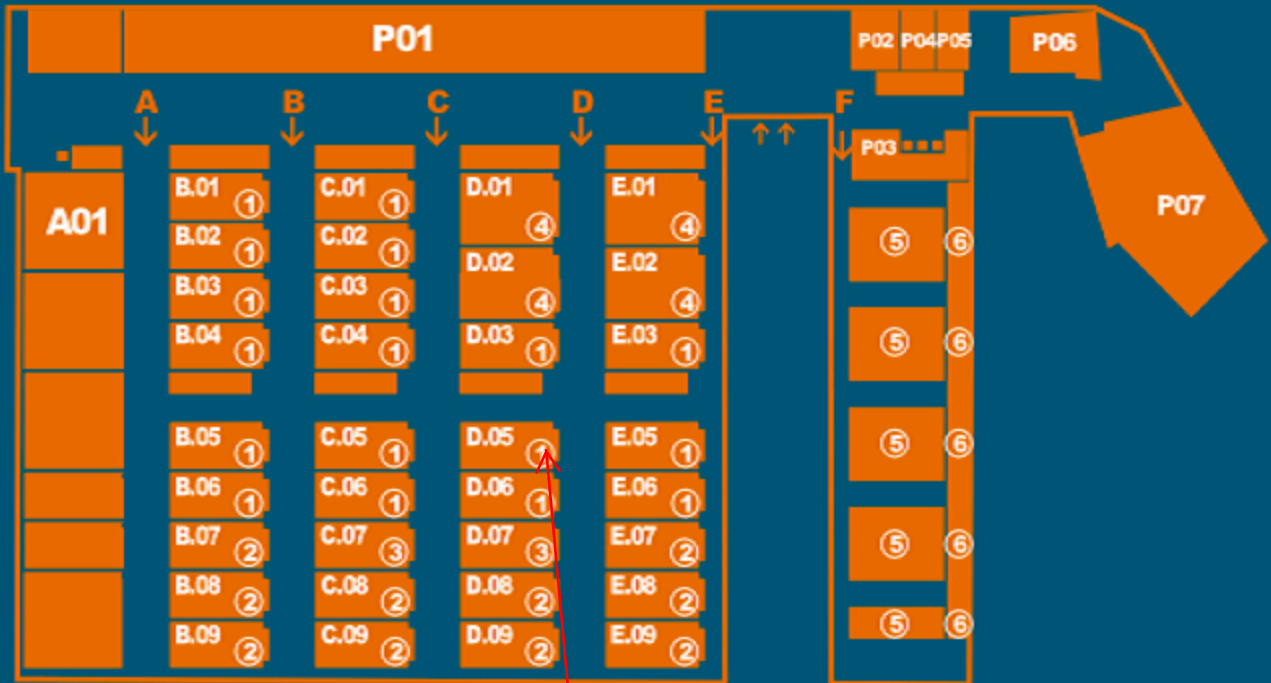 P01
P02 P04 P05
P06
A B C D E F
P03
P07
A01
B.01 ① C.01 ① D.01 ④ E.01 ④
B.02 ① C.02 ① D.02 ④ E.02 ④
B.03 ① C.03 ① D.03 ① E.03 ①
B.04 ① C.04 ①
B.05 ① C.05 ① D.05 ① E.05 ①
B.06 ① C.06 ① D.06 ① E.06 ①
B.07 ② C.07 ③ D.07 ③ E.07 ②
B.08 ② C.08 ② D.08 ② E.08 ②
B.09 ② C.09 ② D.09 ② E.09 ②
⑤ ⑥
⑤ ⑥
⑤ ⑥
⑤ ⑥
⑤ ⑥